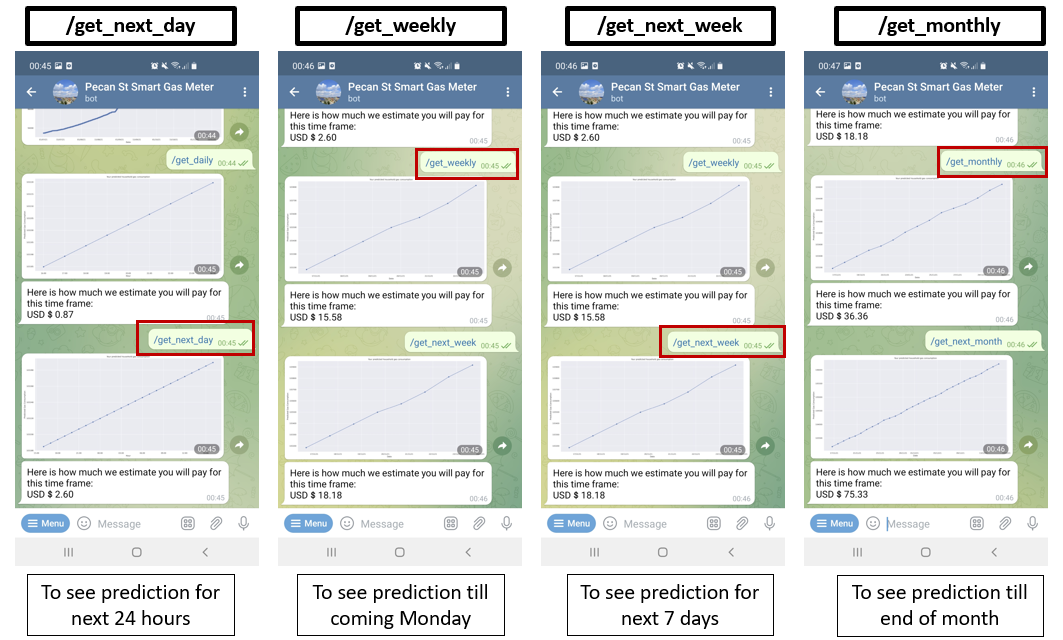 /get_next_day
/get_weekly
/get_next_week
/get_monthly
00:45
Pecan St Smart Gas Meter
bot
00:44
/get_daily 00:44
00:45
Here is how much we estimate you will pay for
this time frame:
USD $ 0.87
00:45
/get_next_day 00:45
00:45
Here is how much we estimate you will pay for
this time frame:
USD $ 2.60
00:45
Menu
Message
00:46
Pecan St Smart Gas Meter
bot
Here is how much we estimate you will pay for
this time frame:
USD $ 2.60
00:45
/get_weekly 00:45
00:45
Here is how much we estimate you will pay for
this time frame:
USD $ 15.58
00:45
/get_next_week 00:45
00:45
Here is how much we estimate you will pay for
this time frame:
USD $ 18.18
00:46
Menu
Message
00:46
Pecan St Smart Gas Meter
bot
Here is how much we estimate you will pay for
this time frame:
USD $ 2.60
00:45
/get_weekly 00:45
00:45
Here is how much we estimate you will pay for
this time frame:
USD $ 15.58
00:45
/get_next_week 00:45
00:45
Here is how much we estimate you will pay for
this time frame:
USD $ 18.18
00:46
Menu
Message
00:47
Pecan St Smart Gas Meter
bot
Here is how much we estimate you will pay for
this time frame:
USD $ 18.18
00:46
/get_monthly 00:46
00:46
Here is how much we estimate you will pay for
this time frame:
USD $ 36.36
00:46
/get_next_month 00:46
00:46
Here is how much we estimate you will pay for
this time frame:
USD $ 75.33
00:46
Menu
Message
To see prediction for
next 24 hours
To see prediction till
coming Monday
To see prediction for
next 7 days
To see prediction till
end of month